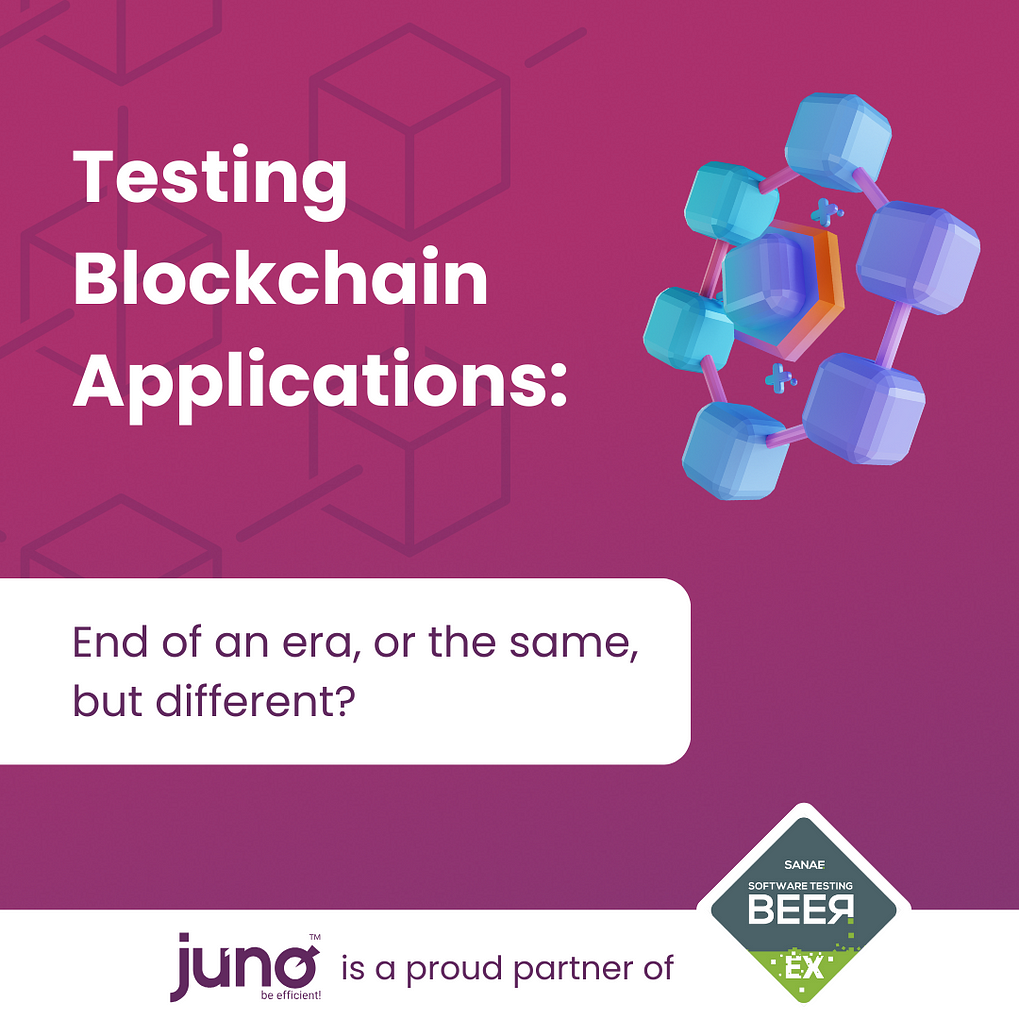 Testing
Blockchain
Applications:
End of an era, or the same,
but different?
juno™
be efficient!
is a proud partner of
SANAE
SOFTWARE TESTING
BEEЯ
EX